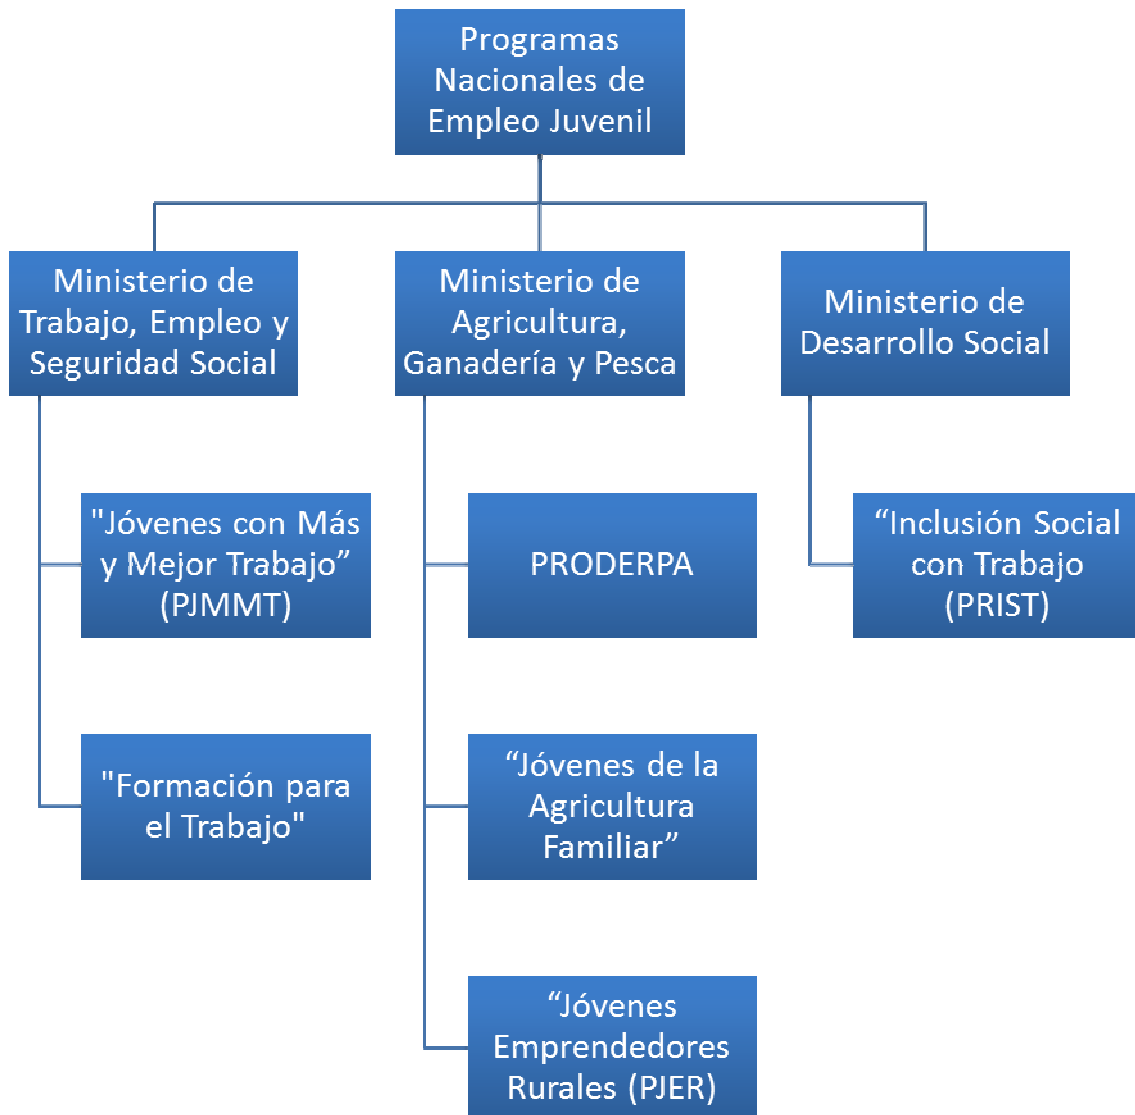 Programas
Nacionales de
Empleo Juvenil
Ministerio de
Trabajo, Empleo y
Seguridad Social
Ministerio de
Agricultura,
Ganadería y Pesca
Ministerio de
Desarrollo Social
"Jóvenes con Más
y Mejor Trabajo”
(PJMMT)
PRODERPA
“Inclusión Social
con Trabajo
(PRIST)
"Formación para
el Trabajo"
“Jóvenes de la
Agricultura
Familiar”
“Jóvenes
Emprendedores
Rurales (PJER)